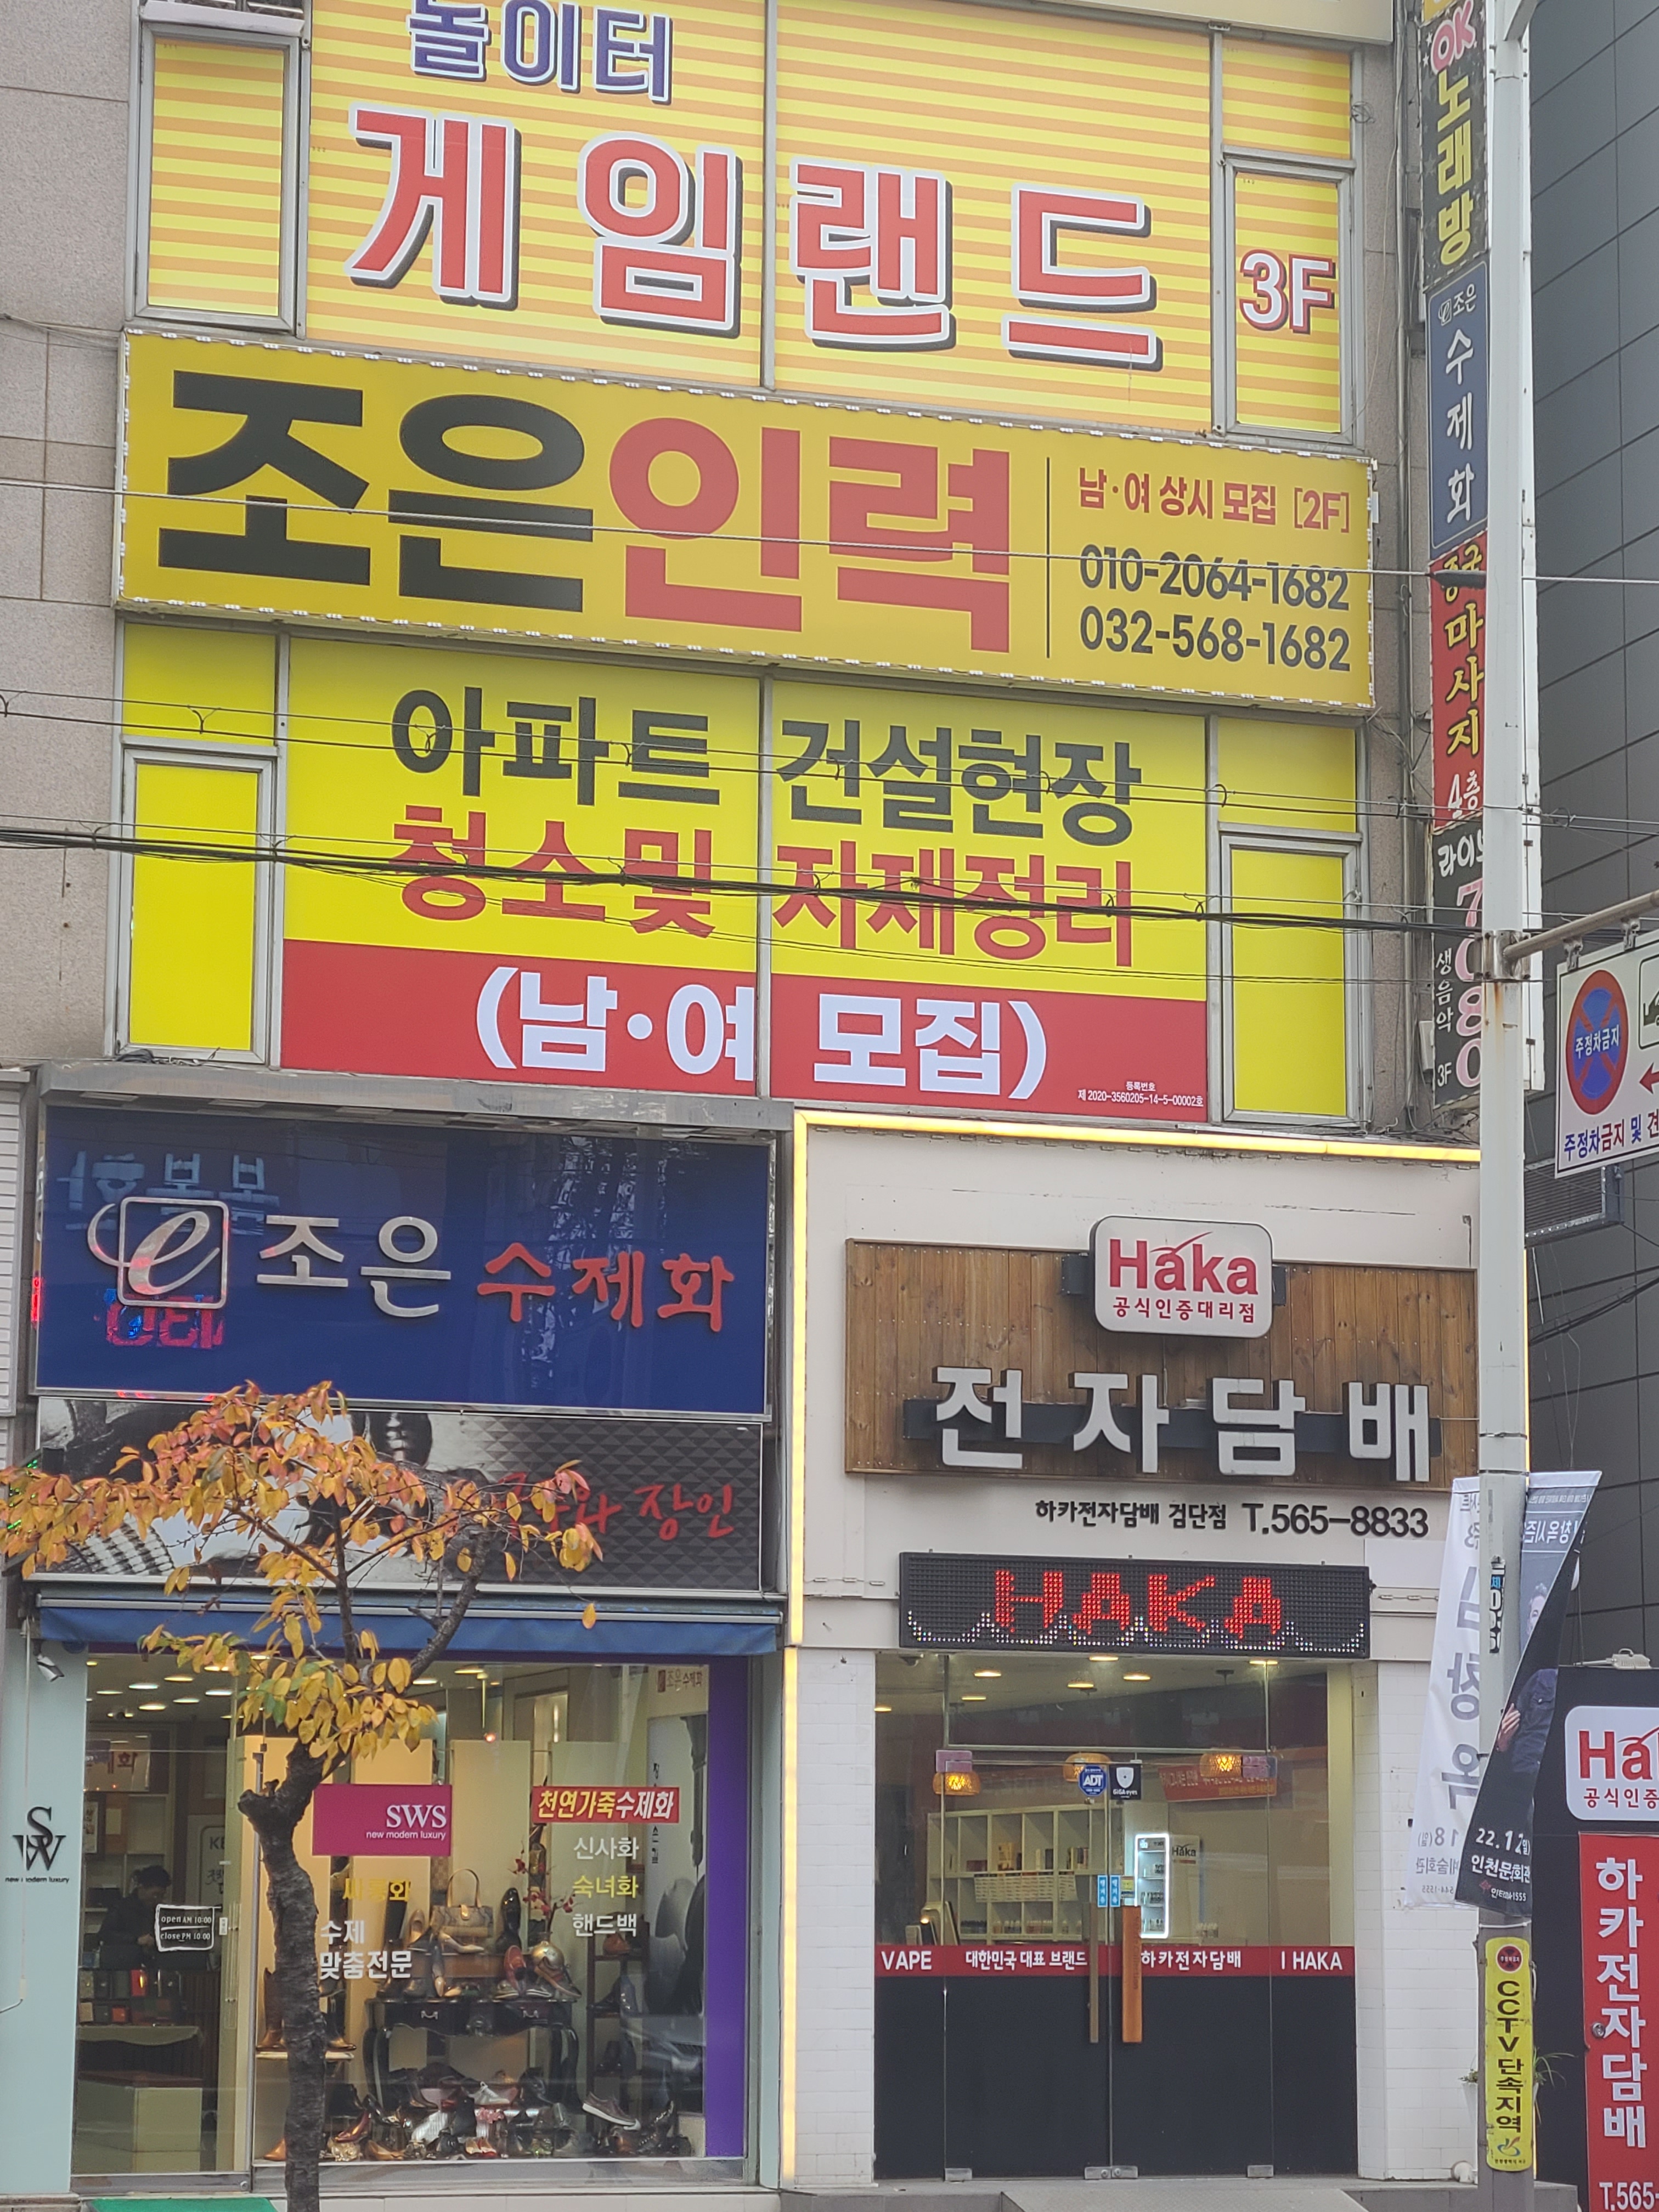 놀이터
게임랜드
3F
조은인력
남·여 상시 모집 [2F]
010-2064-1682
032-568-1682
아파트 건설현장
청소및 자재정리
(남·여 모집)
등록번호
제 2020-3560205-14-5-00002호
OK
노래방
조은
수제화
마사지
4층
생음악
7080
3F
주정차금지
주정차금지 및 견
e 조은 수제화
장인
Haka
공식인증대리점
전자담배
하카전자담배 검단점 T.565-8833
HAKA
SW
new modern luxury
open AM 10:00
close PM 10:00
sws
new modern luxury
수제
맞춤전문
천연가죽수제화
신사화
숙녀화
핸드백
조은수제화
ADT
Haka
VAPE 대한민국 대표 브랜드 하카전자담배 I HAKA
22.12
CCTV단속지역
Ha
공식인증
하카전자담배
T.565-